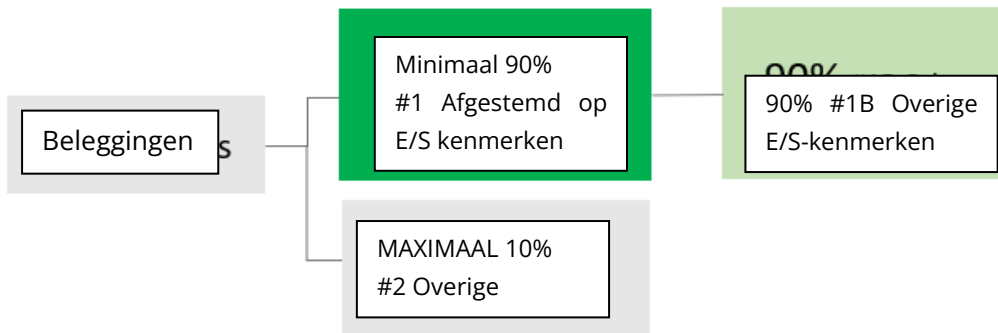 Beleggingen
s
Minimaal 90%
#1 Afgestemd op
E/S kenmerken
90% #1B Overige
E/S-kenmerken
MAXIMAAL 10%
#2 Overige